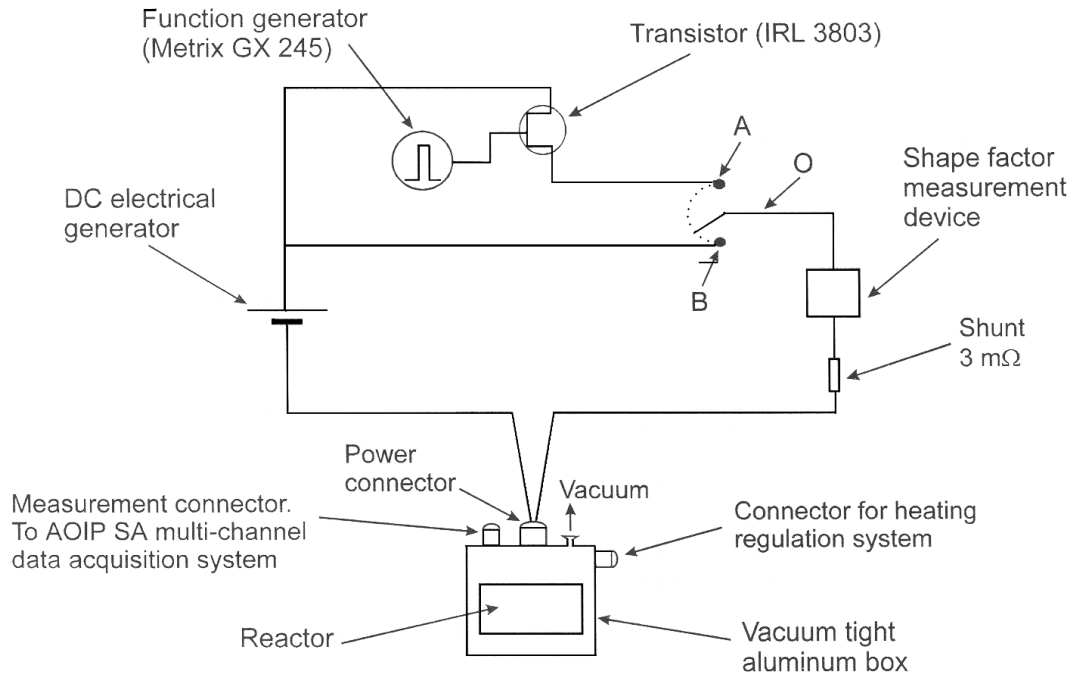 Function generator
(Metrix GX 245)
Transistor (IRL 3803)
A
O
Shape factor
measurement
device
DC electrical
generator
B
Shunt
3 mΩ
Power
connector
Vacuum
Measurement connector.
To AOIP SA multi-channel
data acquisition system
Connector for heating
regulation system
Reactor
Vacuum tight
aluminum box